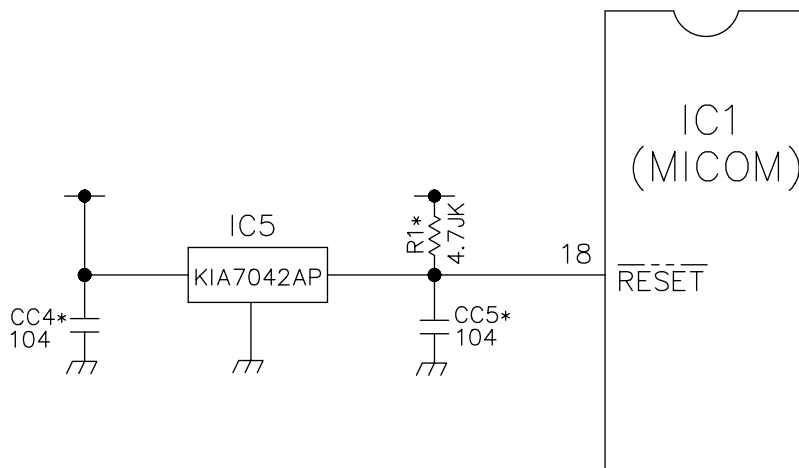 IC1
(MICOM)
IC5
KIA7042AP
R1*
4.7JK
18
RESET
CC4*
104
CC5*
104